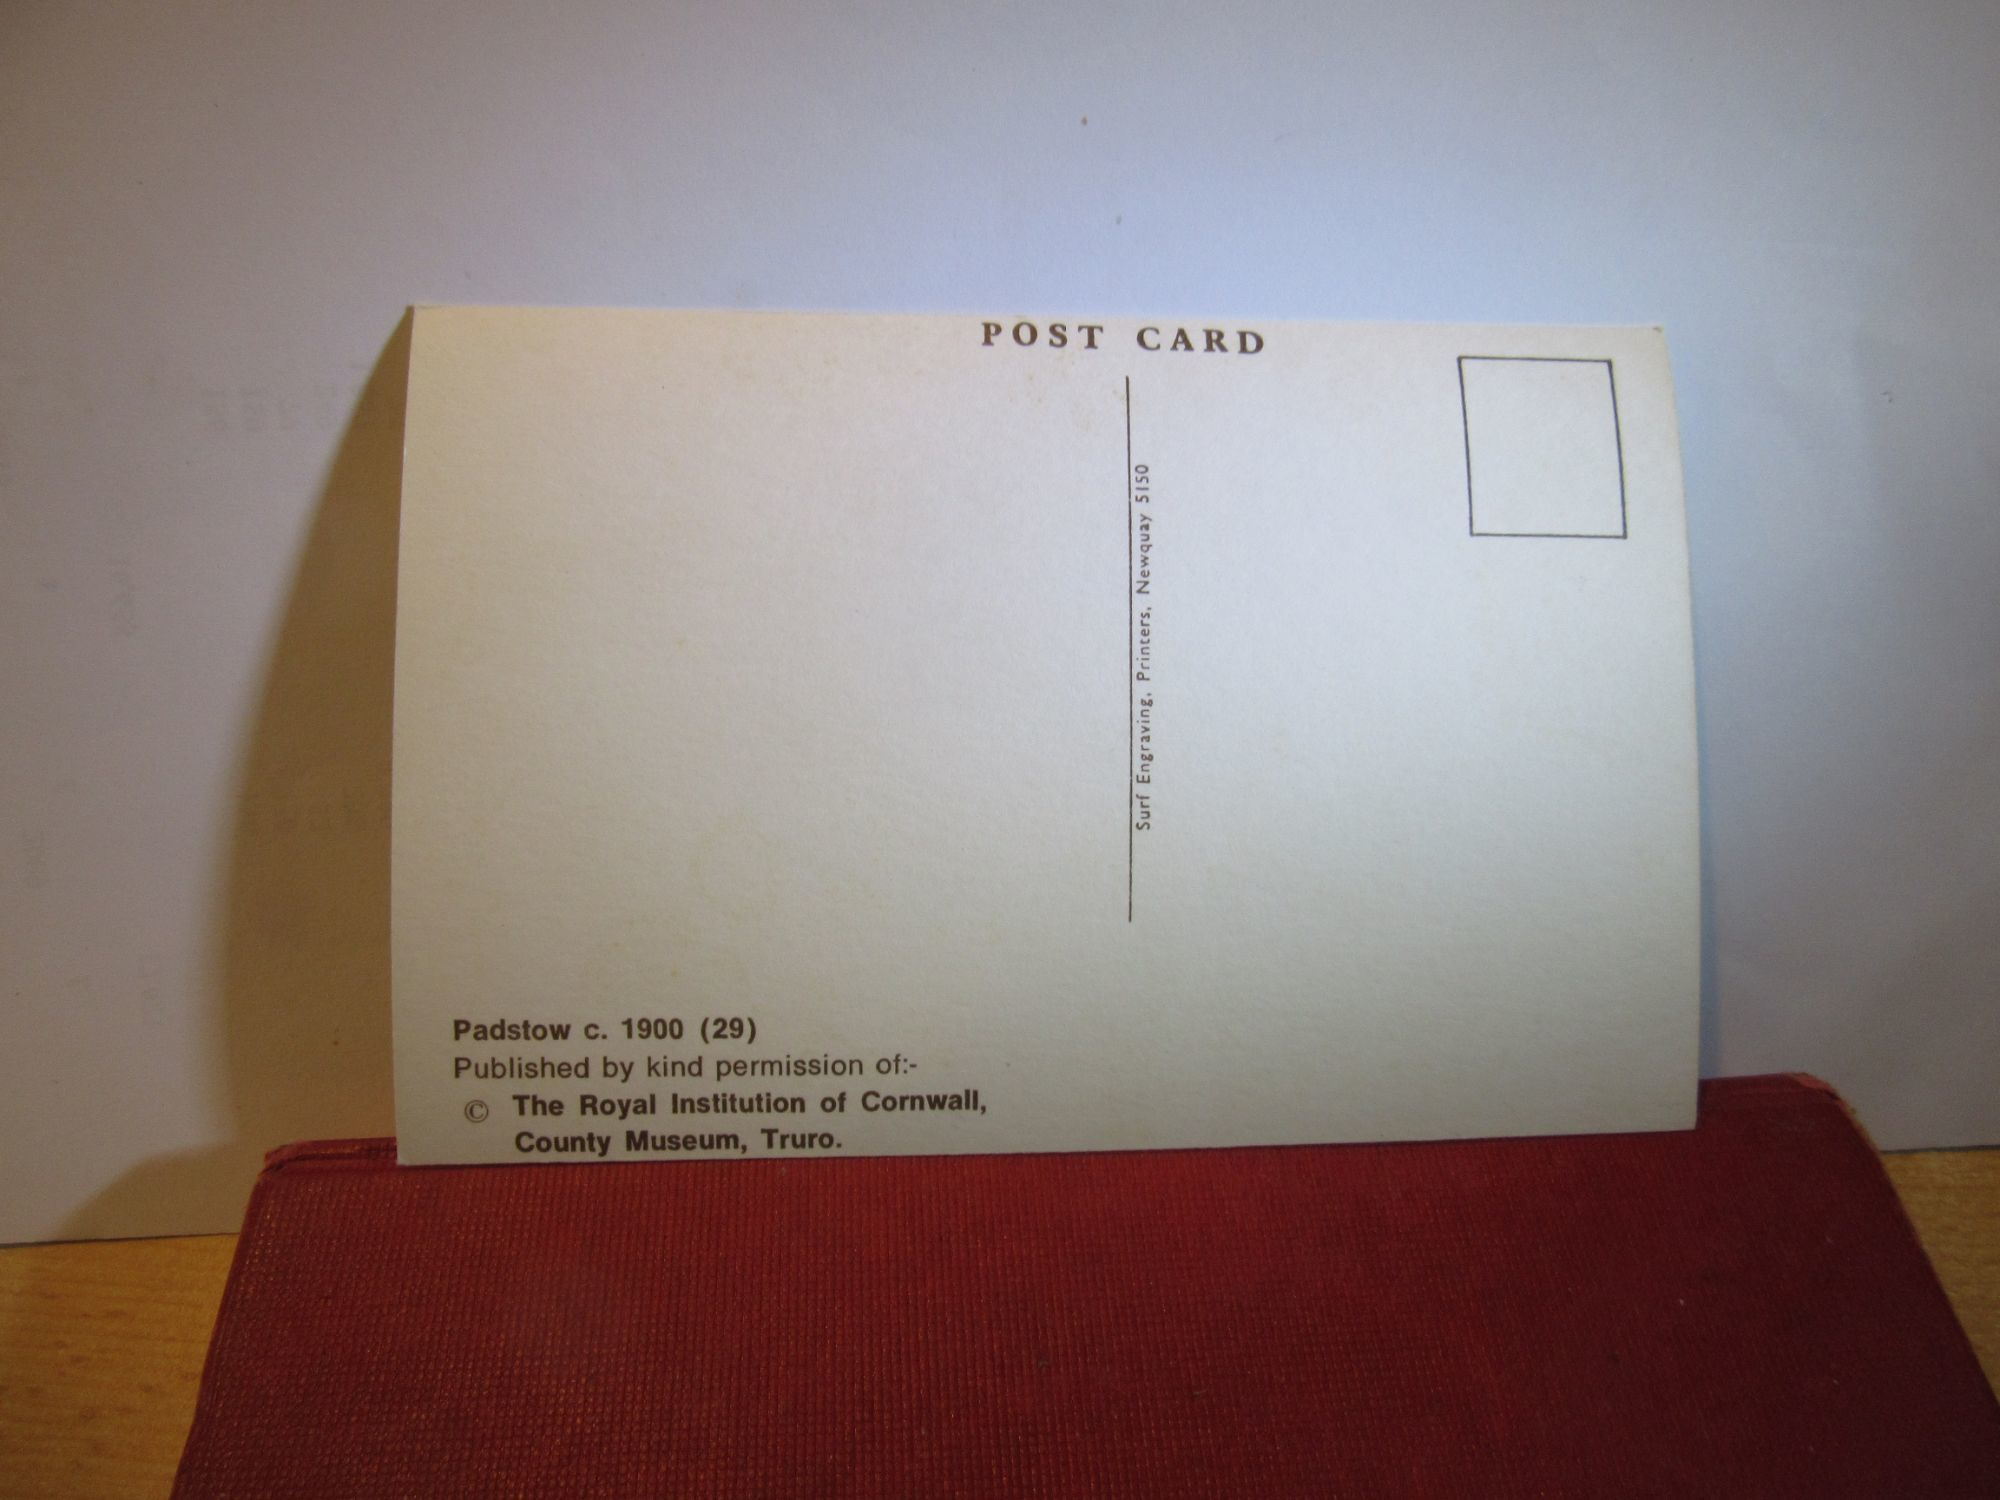 POST CARD
Surf Engraving, Printers, Newquay 5150
Padstow c. 1900 (29)
Published by kind permission of:-
© The Royal Institution of Cornwall,
County Museum, Truro.